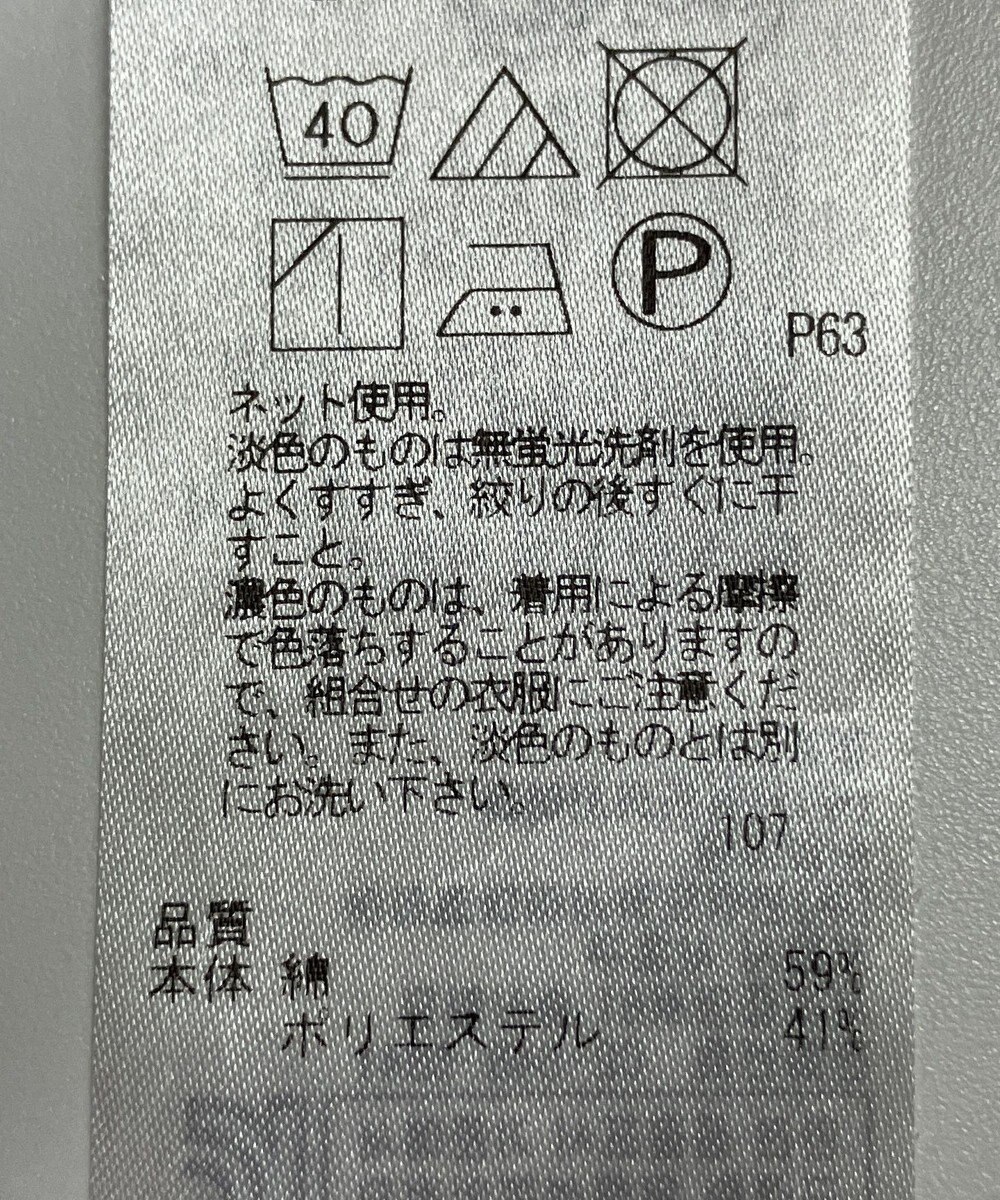 40
P
P63
ネット使用。
淡色のものは無蛍光洗剤を使用。
よくすすぎ、絞りの後すぐに干
すこと。
濃色のものは、着用による摩擦
で色落ちすることがありますの
で、組合せの衣服にご注意くだ
さい。また、淡色のものとは別
にお洗い下さい。
107
品質
本体 綿 59%
ポリエステル 41%